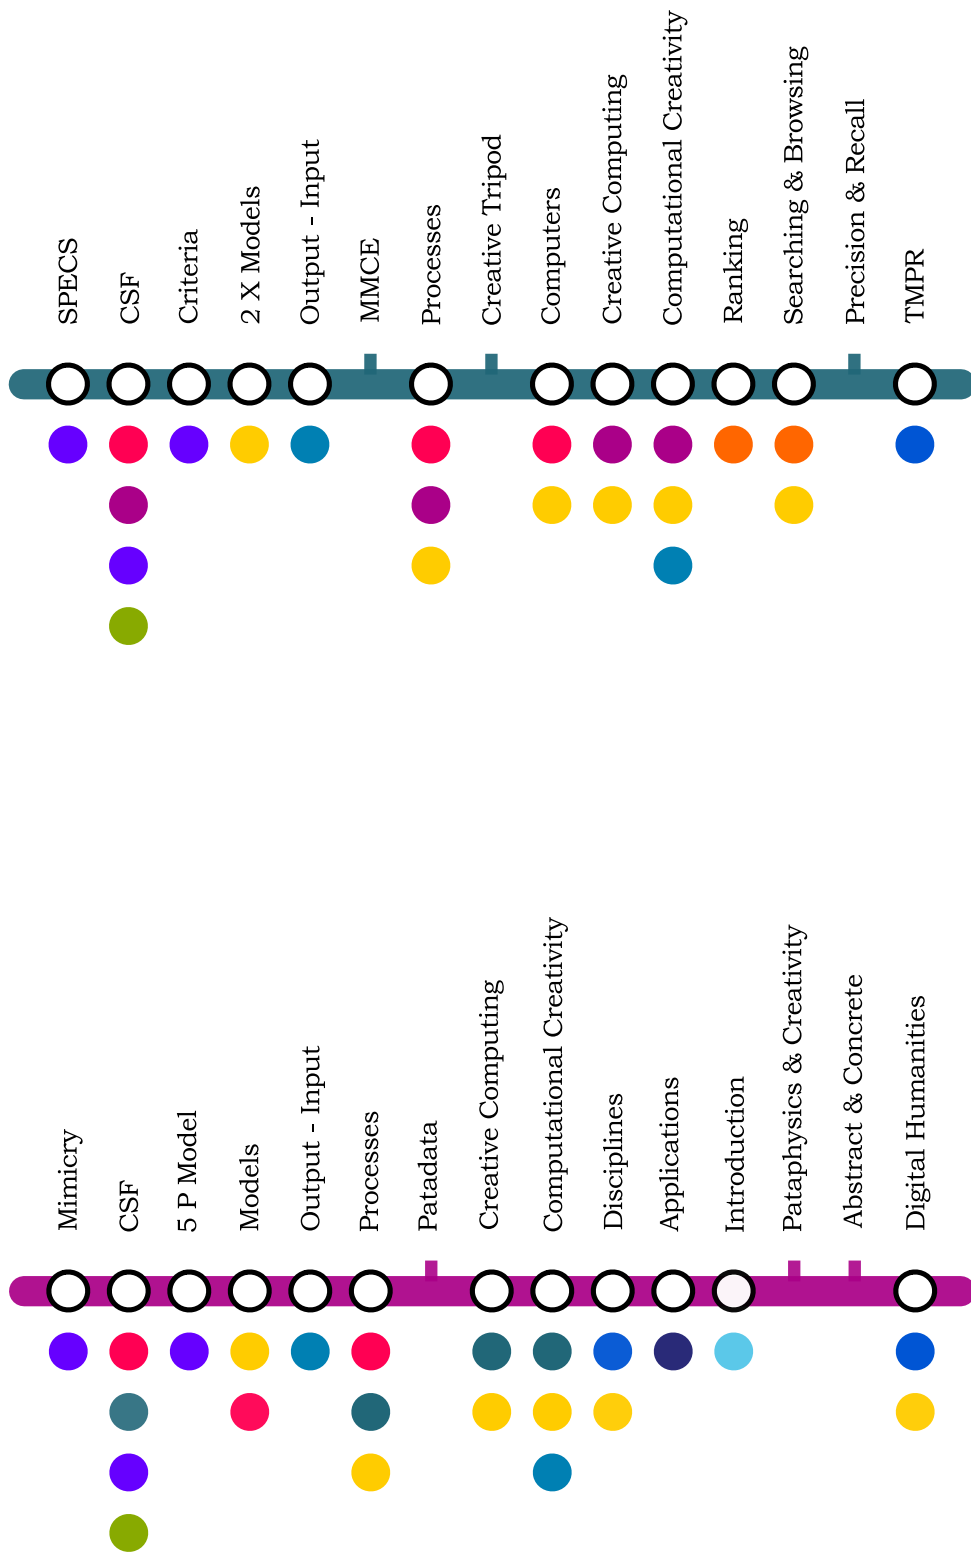 SPECS
CSF
Criteria
2 X Models
Output - Input
MMCE
Processes
Creative Tripod
Computers
Creative Computing
Computational Creativity
Ranking
Searching & Browsing
Precision & Recall
TMPR
Mimicry
CSF
5 P Model
Models
Output - Input
Processes
Patadata
Creative Computing
Computational Creativity
Disciplines
Applications
Introduction
Pataphysics & Creativity
Abstract & Concrete
Digital Humanities